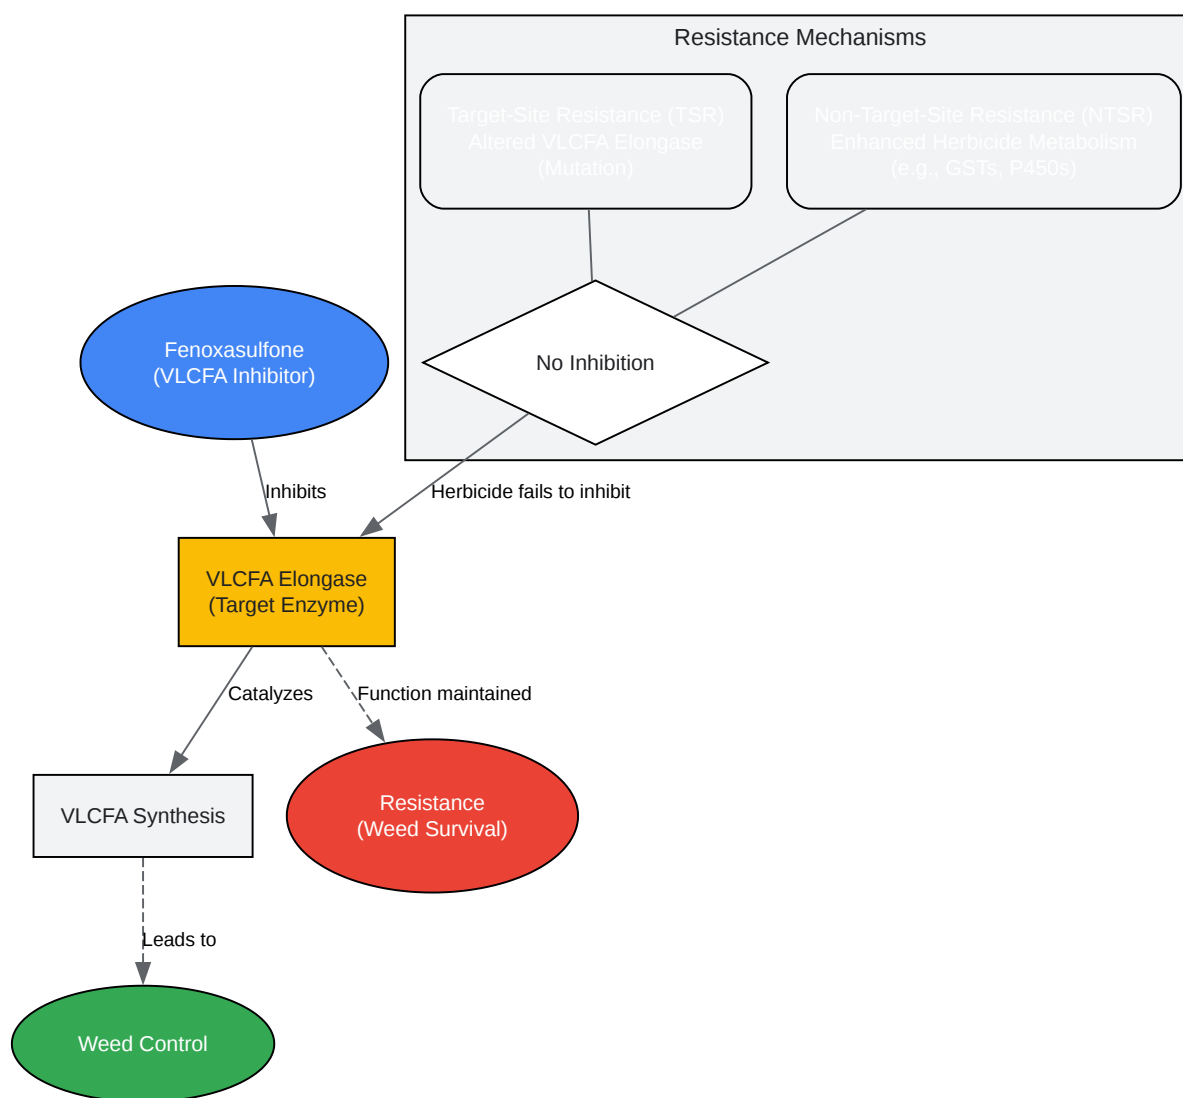 Resistance Mechanisms
Target-Site Resistance (TSR)
Altered VLCFA Elongase
(Mutation)
Non-Target-Site Resistance (NTSR)
Enhanced Herbicide Metabolism
(e.g., GSTs, P450s)
Fenoxasulfone
(VLCFA Inhibitor)
No Inhibition
Inhibits
Herbicide fails to inhibit
VLCFA Elongase
(Target Enzyme)
Catalyzes
Function maintained
VLCFA Synthesis
Resistance
(Weed Survival)
Leads to
Weed Control